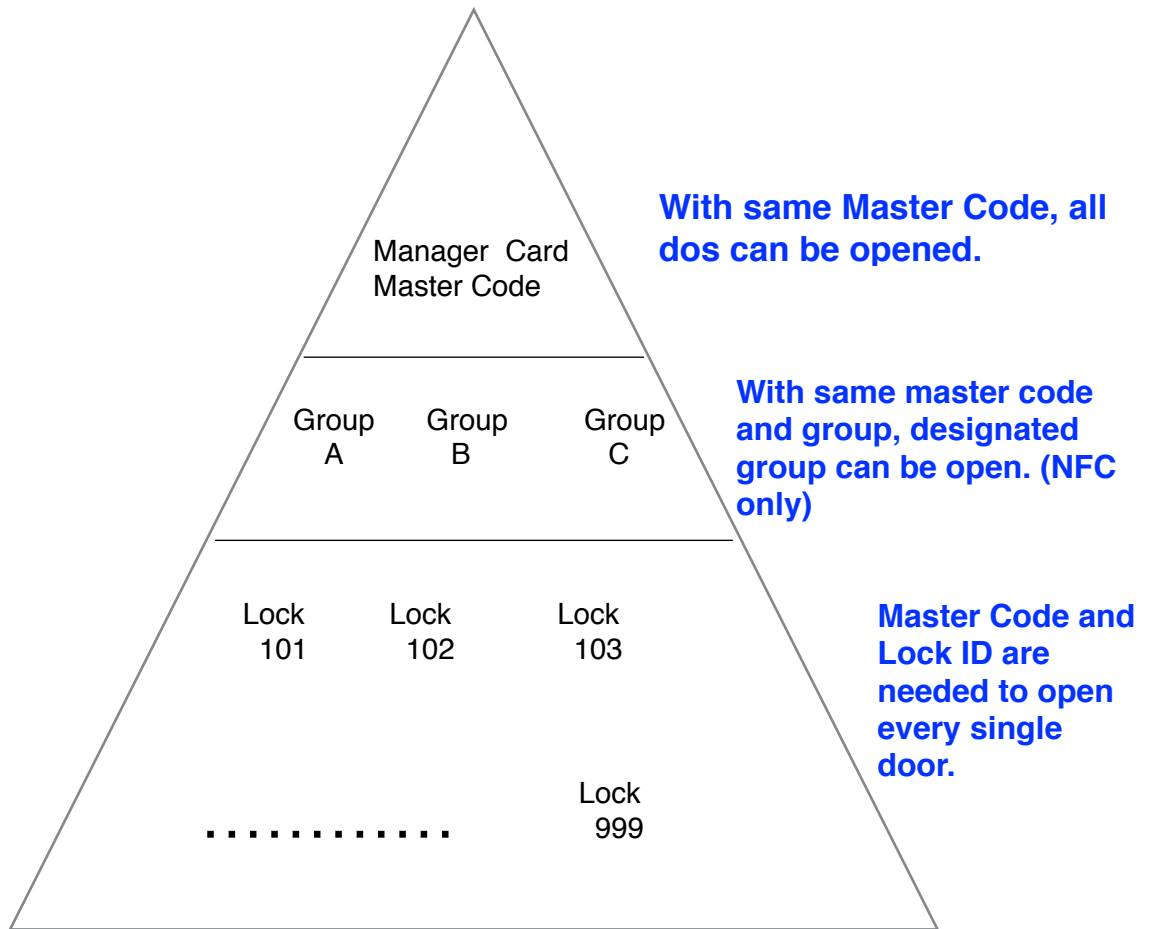 With same Master Code, all
dos can be opened.
Manager Card
Master Code
With same master code
and group, designated
group can be open. (NFC
only)
Group Group Group
A B C
Master Code and
Lock ID are
needed to open
every single
door.
Lock Lock Lock
101 102 103
Lock
............ 999